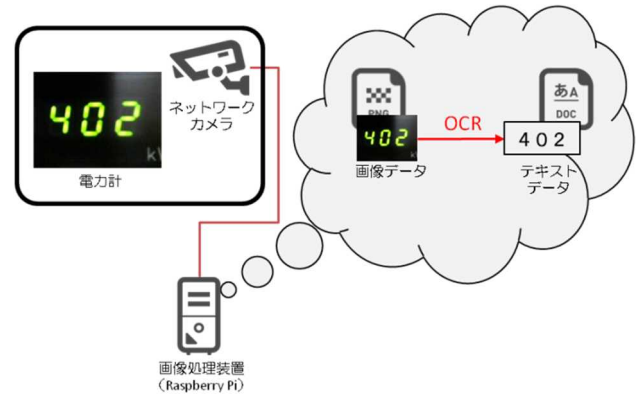 402
k
電力計
ネットワーク
カメラ
PNG
402
画像データ
OCR
あA
DOC
402
テキスト
データ
画像処理装置
(Raspberry Pi)